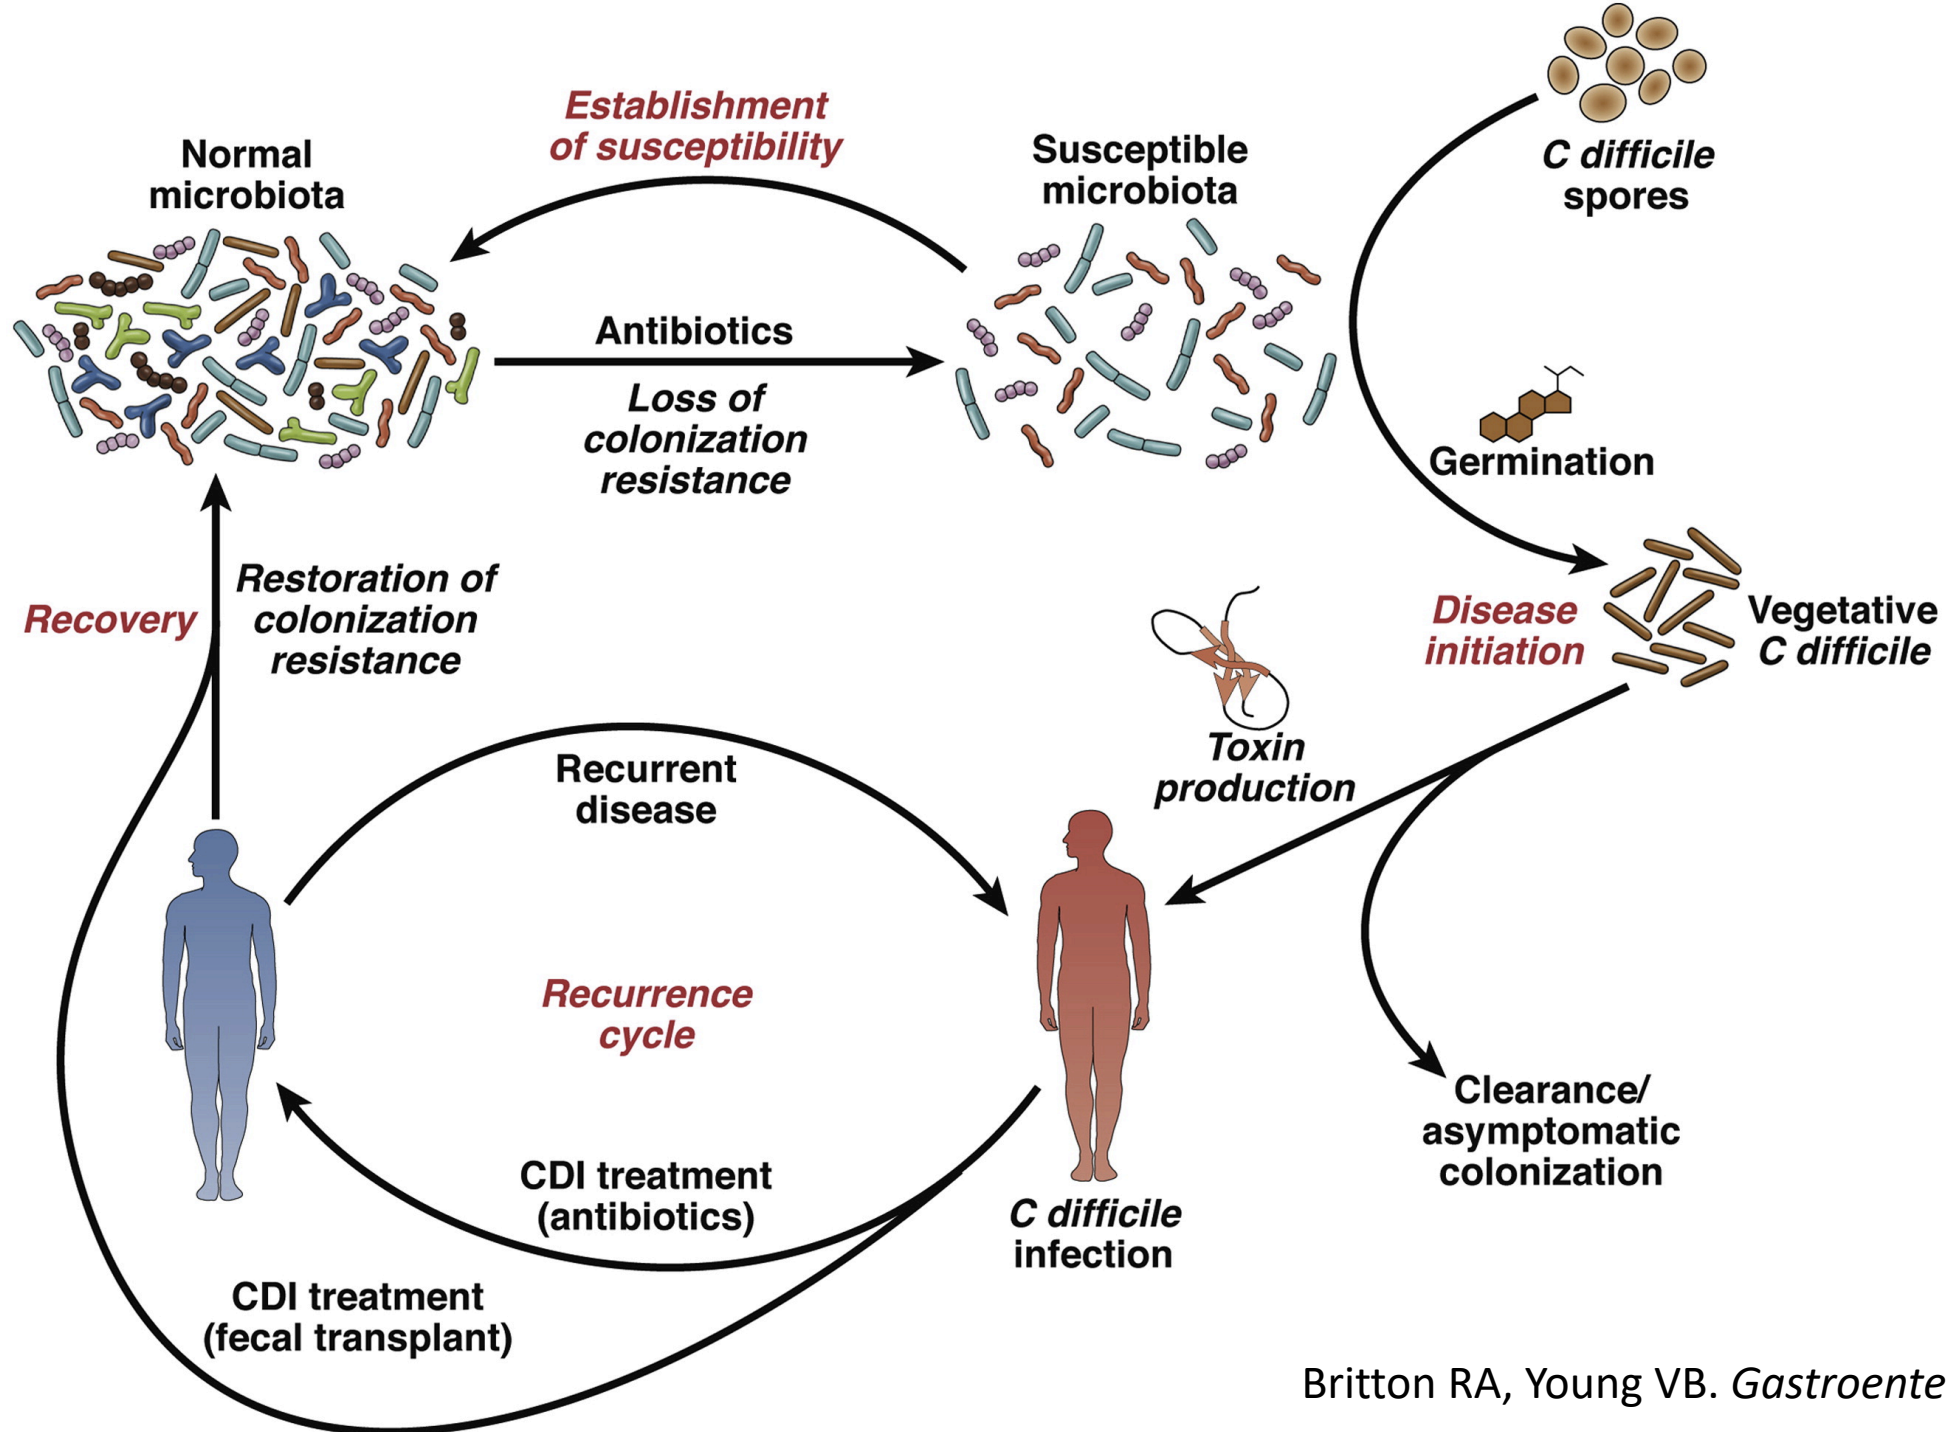 Establishment
of susceptibility
Normal
microbiota
Susceptible
microbiota
C difficile
spores
Antibiotics
Loss of
colonization
resistance
Germination
Recovery
Restoration of
colonization
resistance
Disease
initiation
Vegetative
C difficile
Toxin
production
Recurrent
disease
Recurrence
cycle
CDI treatment
(antibiotics)
C difficile
infection
Clearance/
asymptomatic
colonization
CDI treatment
(fecal transplant)
Britton RA, Young VB. Gastroente